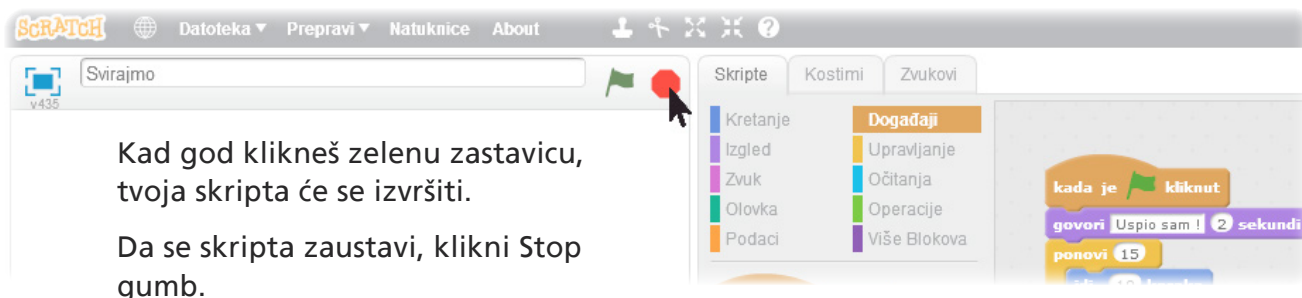 SCRATCH Datoteka Prepravi Natuknice About
Svirajmo
v435
Skripte Kostimi Zvukovi
Kretanje Događaji
Izgled Upravljanje
Zvuk Očitanja
Olovka Operacije
Podaci Više Blokova
kada je kliknut
govori Uspio sam ! 2 sekundi
ponovi 15
Kad god klikneš zelenu zastavicu,
tvoja skripta će se izvršiti.
Da se skripta zaustavi, klikni Stop
gumb.